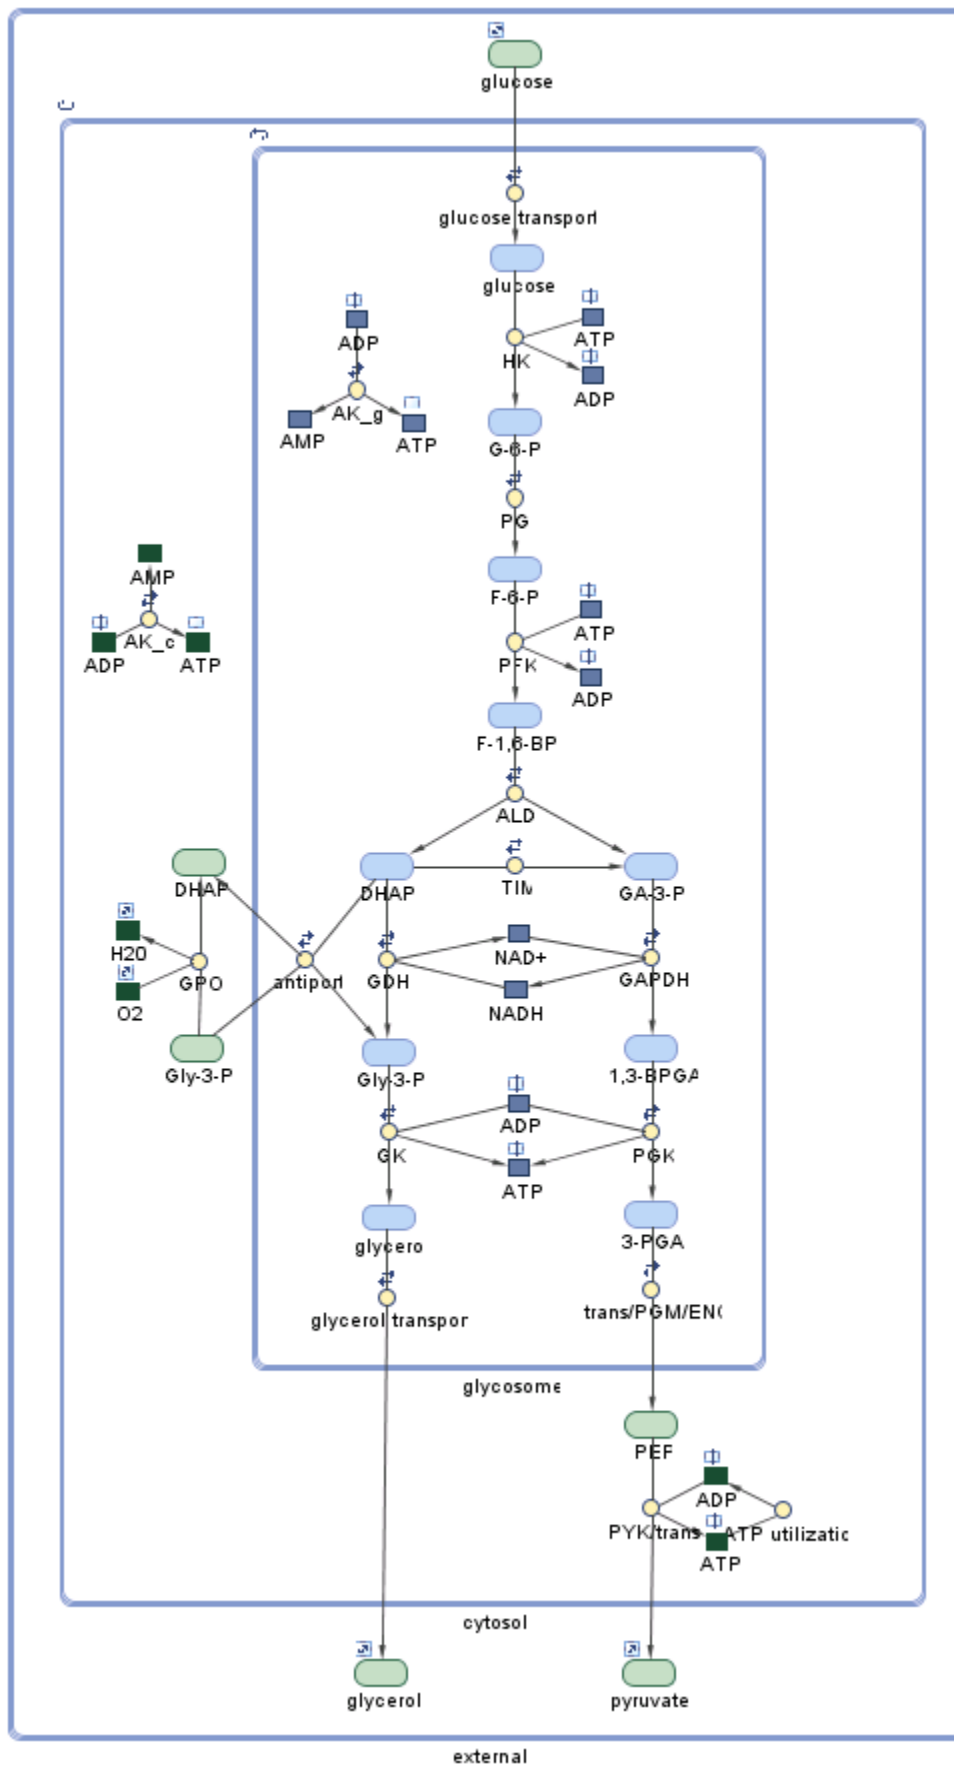 glucose
glucose transport
glucose
ATP
HK
ADP
ADP
AK_g
AMP
ATP
G-6-P
PG
AMP
AK_c
ADP
ATP
F-6-P
ATP
PFK
ADP
F-1,6-BP
ALD
DHAP
DHAP
TIM
GA-3-P
H2O
GPO
O2
antiport
GDH
NAD+
NADH
GAPDH
Gly-3-P
Gly-3-P
1,3-BPGA
ADP
GK
ATP
PGK
glycero
3-PGA
glycerol transpor
trans/PGM/EN
glycosome
PEP
ADP
PYK/trans
ATP utilizatic
ATP
cytosol
glycerol
pyruvate
external